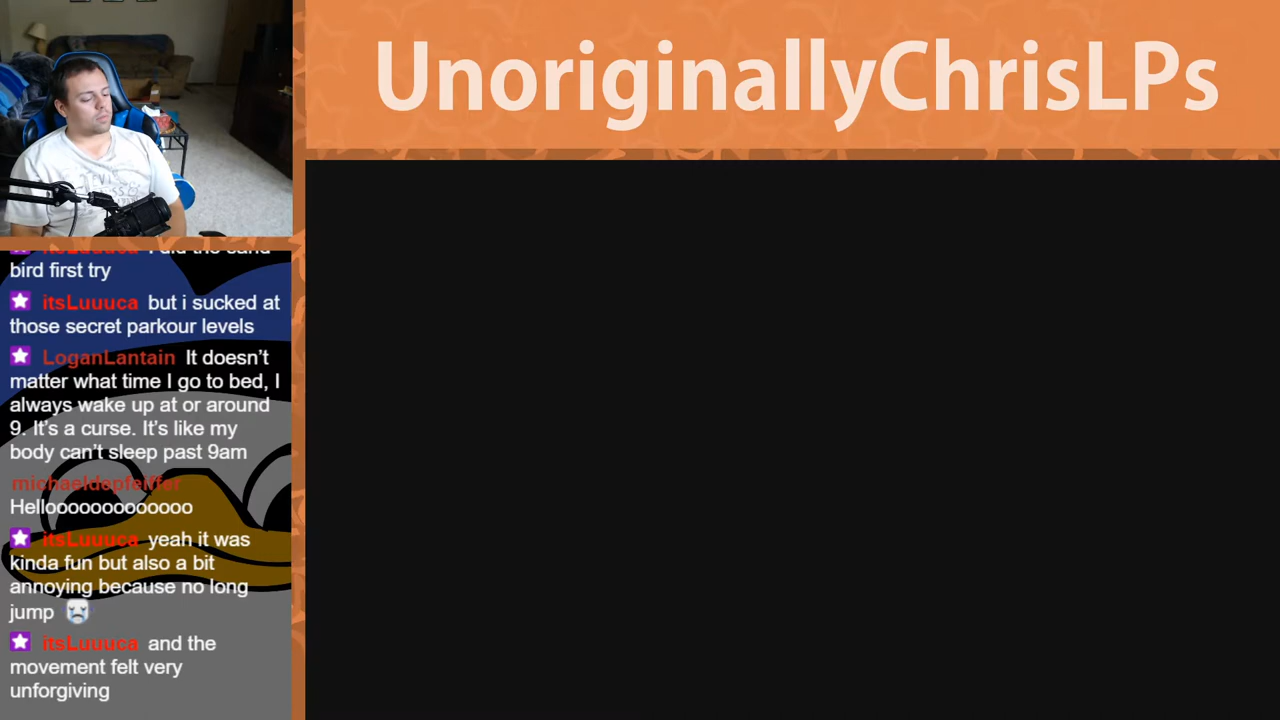 UnoriginallyChrisLPs
bird first try
itsLuuuca but i sucked at
those secret parkour levels
LoganLantain It doesn't
matter what time I go to bed, I
always wake up at or around
9. It's a curse. It's like my
body can't sleep past 9am
michaeldepfeiffer
Hellooooooooooooo
itsLuuuca yeah it was
kinda fun but also a bit
annoying because no long
jump
itsLuuuca and the
movement felt very
unforgiving